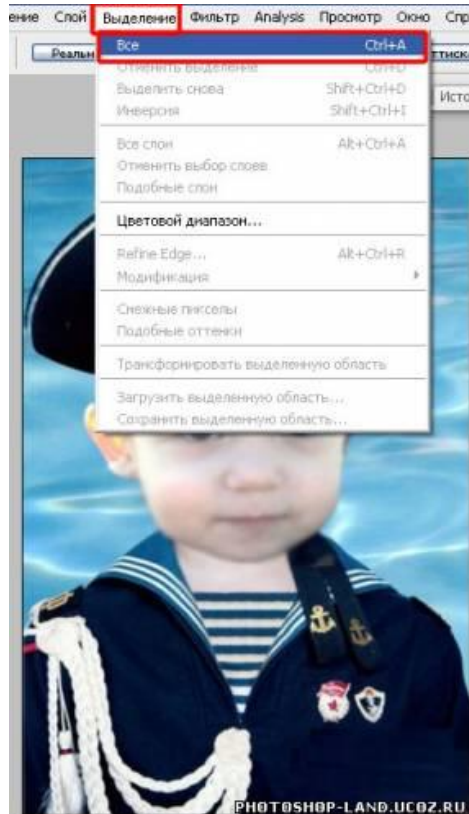 ение Слой Выделение Фильтр Analysis Просмотр Окно Спр
Реальн
тиск
Все Ctrl+A
Отменить выделение Ctrl+D
Выделить снова Shift+Ctrl+D
Инверсия Shift+Ctrl+I
Исто
Все слои Alt+Ctrl+A
Отменить выбор слоев
Подобные слои
Цветовой диапазон...
Refine Edge... Alt+Ctrl+R
Модификация
Смежные пикселы
Подобные оттенки
Трансформировать выделенную область
Загрузить выделенную область...
Сохранить выделенную область...
PHOTOSHOP-LAND.UCOZ.RU